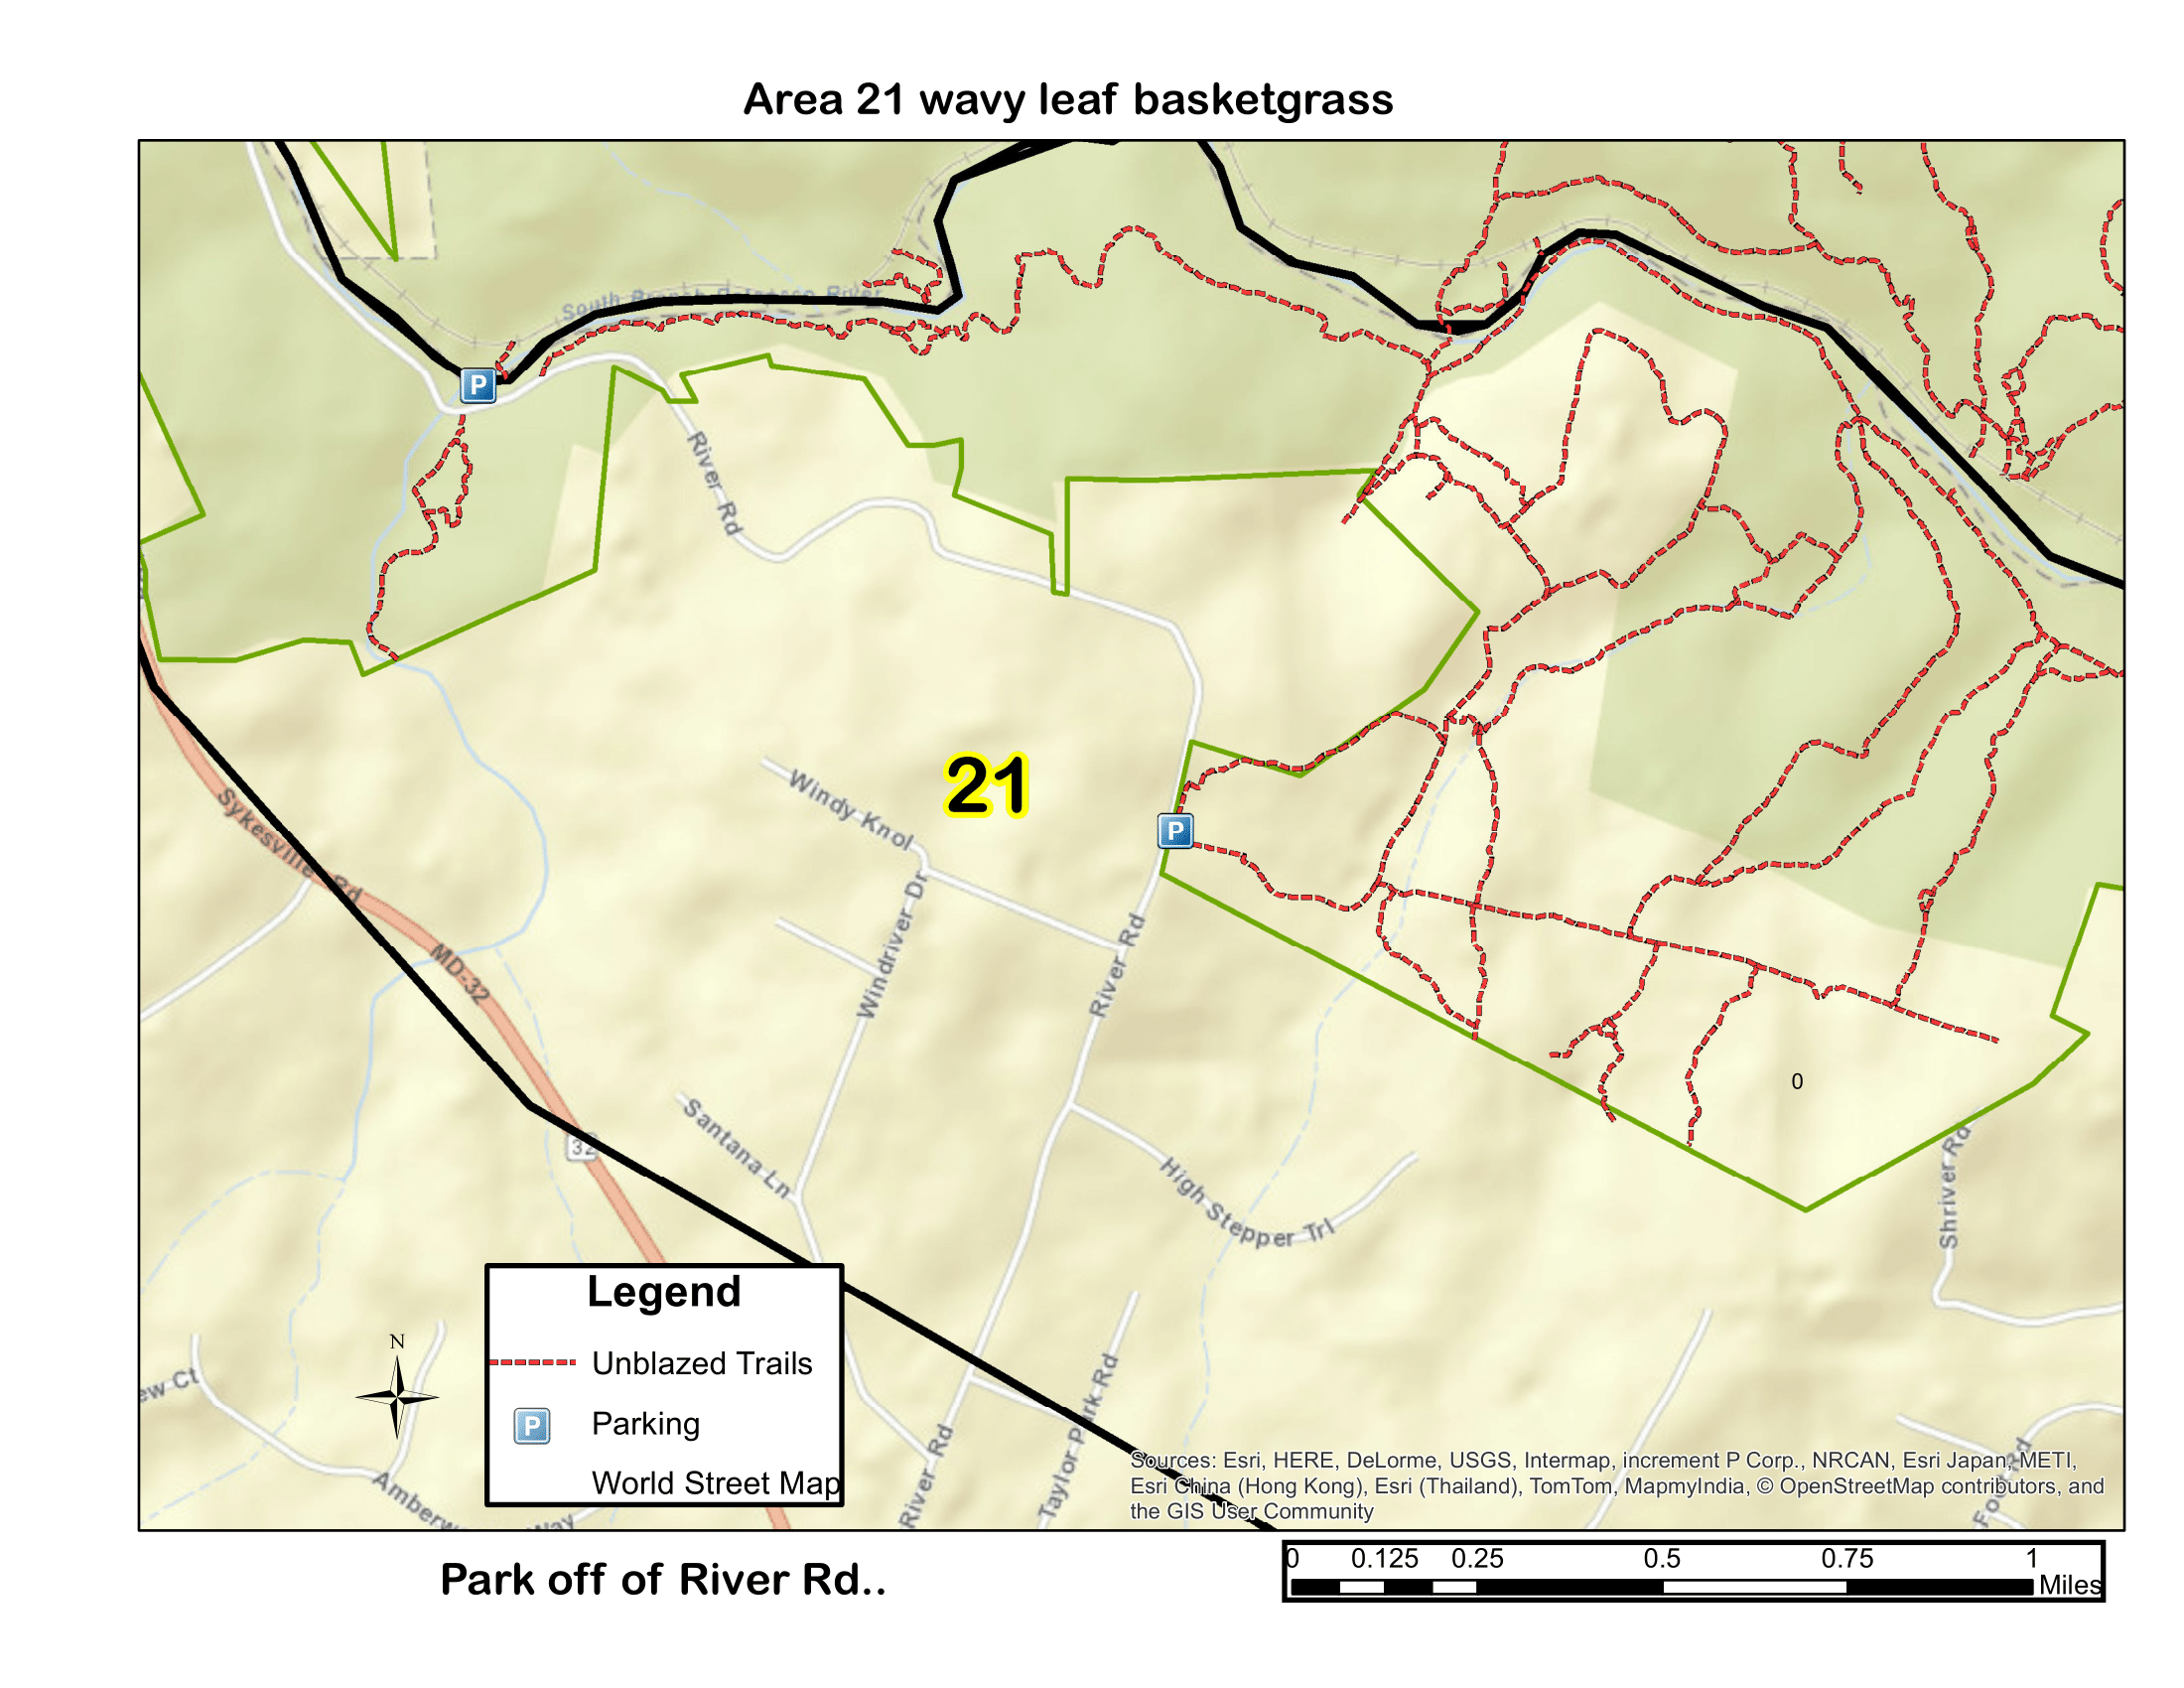 Area 21 wavy leaf basketgrass
South Branch Patapsco River
River Rd
21
Windy Knol
Sykesville Rd
Windriver Dr
River Rd
MD-32
0
Santana Ln
32
High Stepper Trl
Shriver Rd
Legend
Unblazed Trails
P
Parking
World Street Map
N
ew Ct
Amberw
Way
River Rd
Taylor Park Rd
Sources: Esri, HERE, DeLorme, USGS, Intermap, increment P Corp., NRCAN, Esri Japan, METI,
Esri China (Hong Kong), Esri (Thailand), TomTom, MapmyIndia, © OpenStreetMap contributors, and
the GIS User Community
P
P
Park off of River Rd..
0 0.125 0.25 0.5 0.75 1
Miles